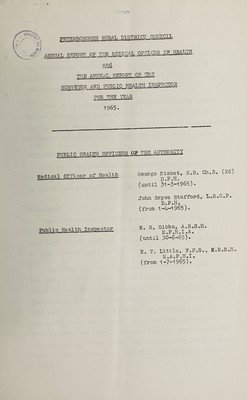 PETERBOROUGH RURAL DISTRICT COUNCIL
ANNUAL REPORT OF THE MEDICAL OFFICER OF HEALTH
and
THE ANNUAL REPORT OF THE
SURVEYOR AND PUBLIC HEALTH INSPECTOR
FOR THE YEAR
1965.
PUBLIC HEALTH OFFICERS OF THE AUTHORITY
Medical Officer of Health
George Nisbet, M.B. Ch.B. (Ed)
D.P.H.
(until 31-3-1965).
John Bryce Stafford, L.R.C.P.
D.P.H.
(from 1-4-1965).
Public Health Inspector
M. R. Gibbs, A.R.S.H.
M.P.H.I.A.
(until 30-6-65).
H. T. Little, F.F.S., M.R.S.H.
M.A.P.H.I.
(from 1-7-1965).